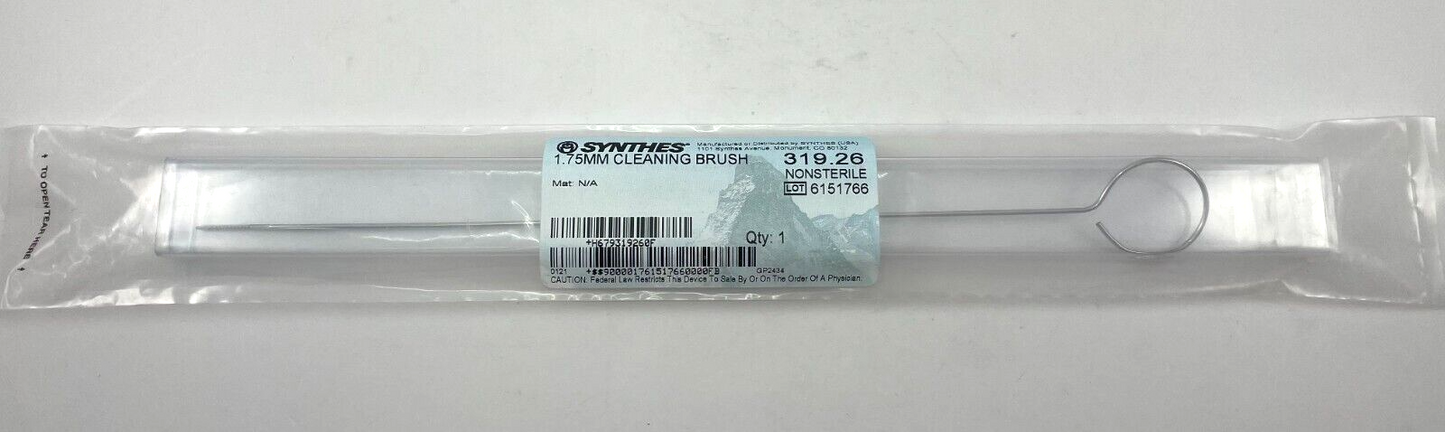 SYNTHES®
Manufactured or Distributed by SYNTHES (USA)
1101 Synthes Avenue, Monument, CO 80132
1.75MM CLEANING BRUSH
319.26
NONSTERILE
Mat: N/A
LOT 6151766
+H679319260F
Qty: 1
0121
+$$900001761517660000FB
GP2434
CAUTION: Federal Law Restricts This Device To Sale By Or On The Order Of A Physician.
TO OPEN TEAR HERE